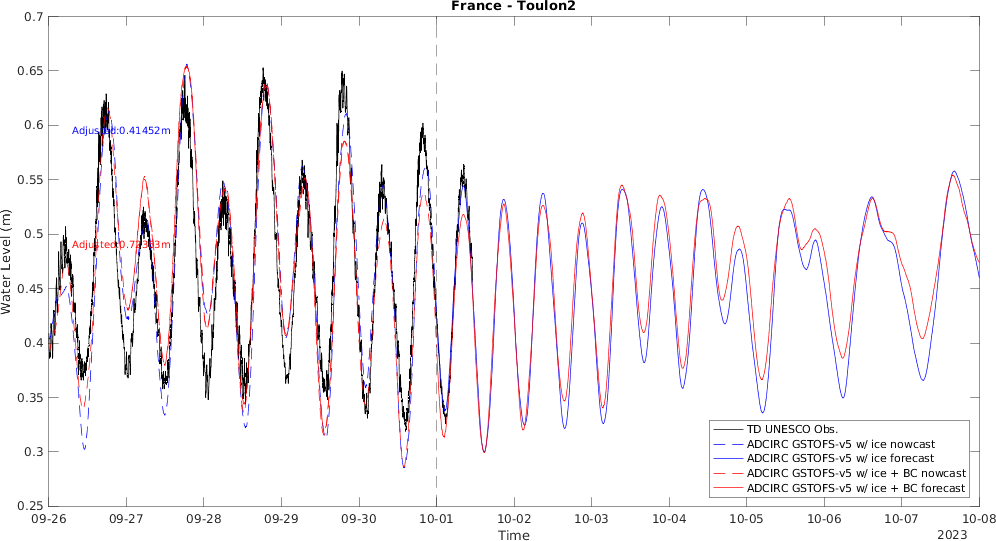 France - Toulon2
Water Level (m)
0.7
0.65
0.6
0.55
0.5
0.45
0.4
0.35
0.3
0.25
Adjusted:0.41452m
TD UNESCO Obs.
ADCIRC GSTOFS-v5 w/ ice nowcast
ADCIRC GSTOFS-v5 w/ ice forecast
ADCIRC GSTOFS-v5 w/ ice + BC nowcast
ADCIRC GSTOFS-v5 w/ ice + BC forecast
09-26 09-27 09-28 09-29 09-30 10-01 10-02 10-03 10-04 10-05 10-06 10-07 10-08
Time
2023